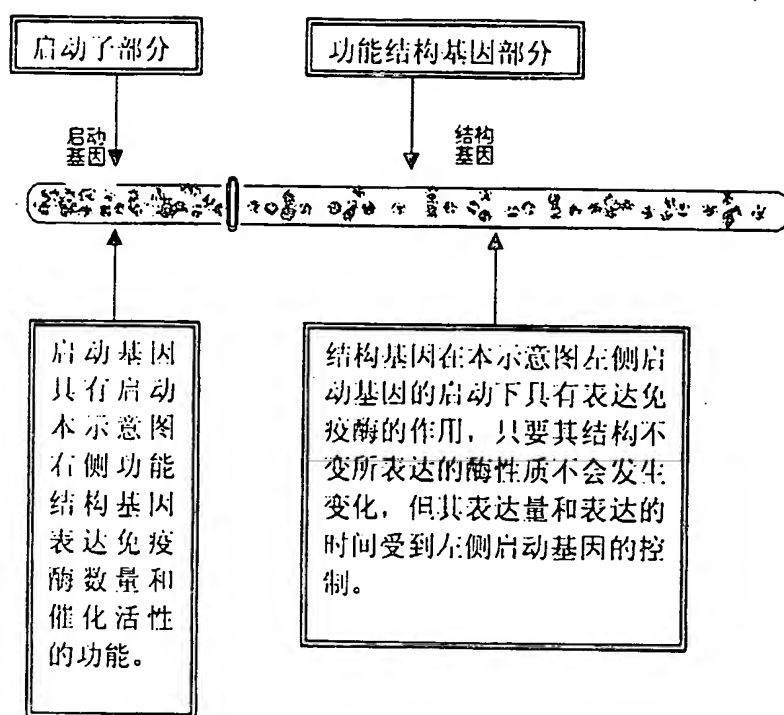 启动子部分
功能结构基因部分
启动
基因
结构
基因
启动基因
具有启动
本示意图
右侧功能
结构基因
表达免疫
酶数量和
催化活性
的功能。
结构基因在本示意图左侧启
动基因的启动下具有表达免
疫酶的作用，只要其结构不
变所表达的酶性质不会发生
变化，但其表达量和表达的
时间受到左侧启动基因的控
制。